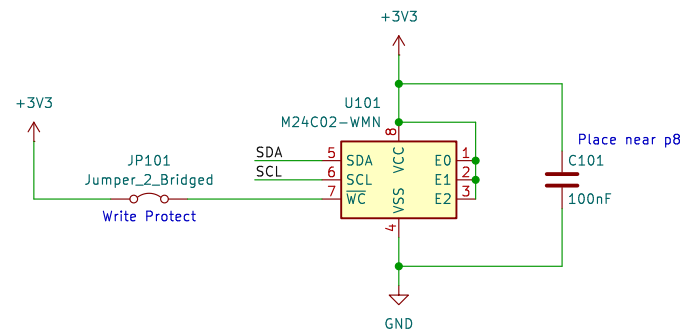 +3V3
+3V3
U101
M24C02-WMN
Place near p8
JP101
Jumper_2_Bridged
Write Protect
SDA
SCL
5
6
7
SDA
SCL
WC
8
VCC
VSS
4
E0
E1
E2
1
2
3
C101
100nF
GND